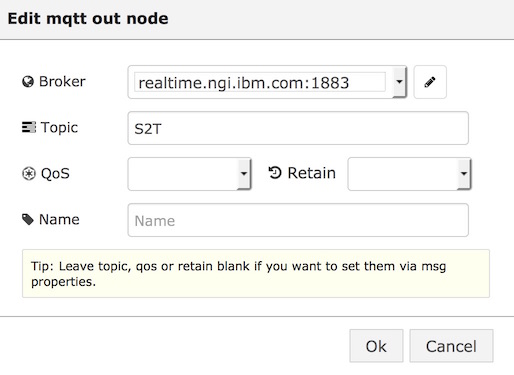 Edit mqtt out node
Broker realtime.ngi.ibm.com:1883
Topic S2T
QoS Retain
Name Name
Tip: Leave topic, qos or retain blank if you want to set them via msg
properties.
Ok Cancel